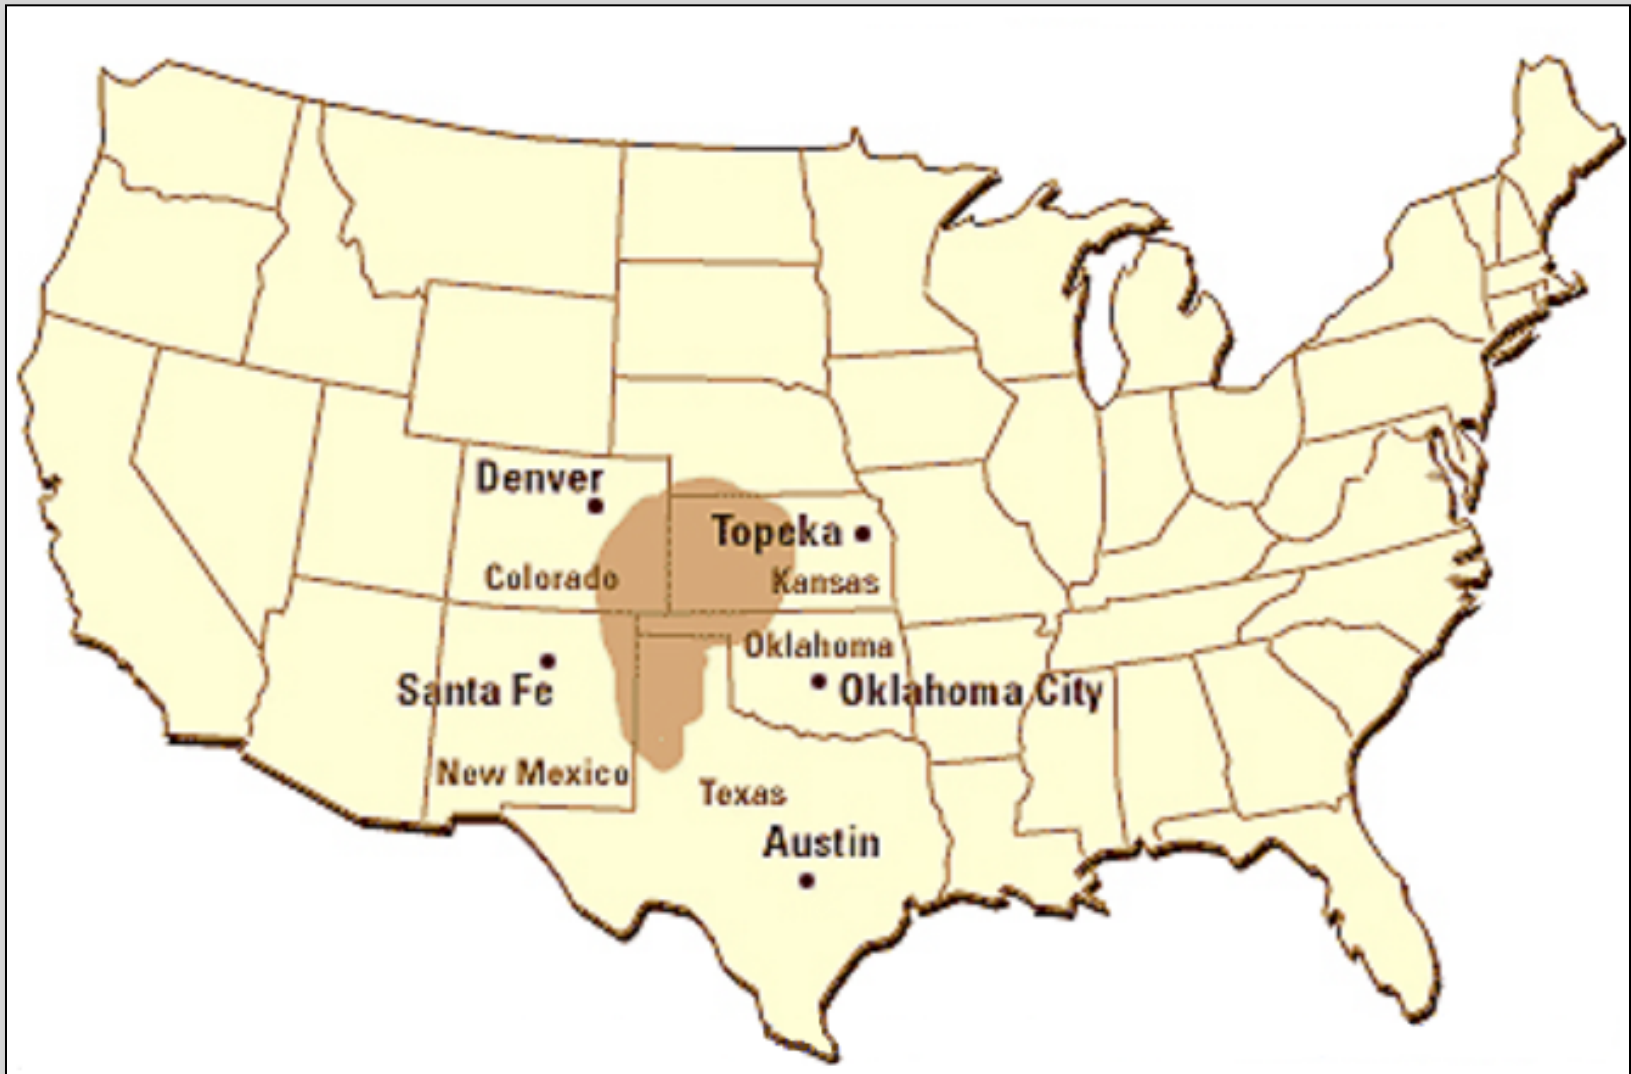 Denver
Topeka
Colorado
Kansas
Oklahoma
Santa Fe
Oklahoma City
New Mexico
Texas
Austin